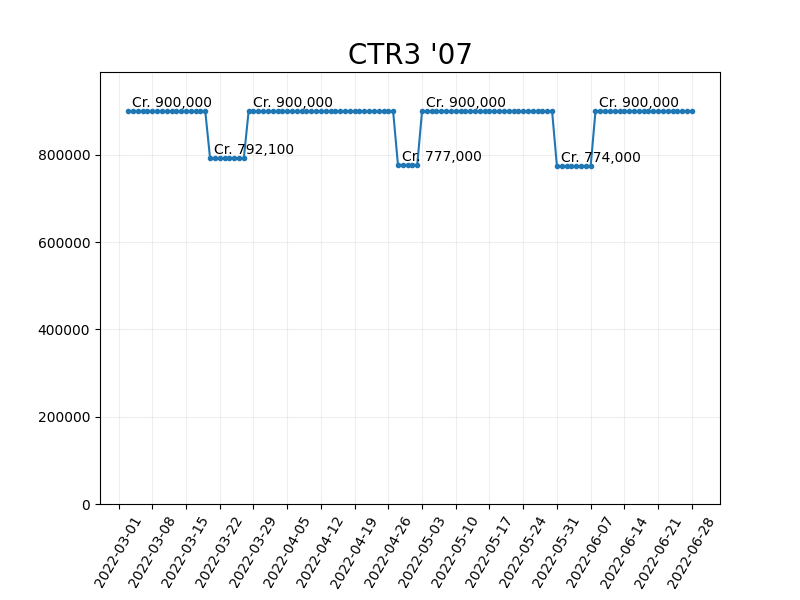 CTR3 '07
Cr. 900,000
Cr. 900,000
Cr. 900,000
Cr. 900,000
Cr. 792,100
Cr. 777,000
Cr. 774,000
800000
600000
400000
200000
0
2022-03-01
2022-03-08
2022-03-15
2022-03-22
2022-03-29
2022-04-05
2022-04-12
2022-04-19
2022-04-26
2022-05-03
2022-05-10
2022-05-17
2022-05-24
2022-05-31
2022-06-07
2022-06-14
2022-06-21
2022-06-28